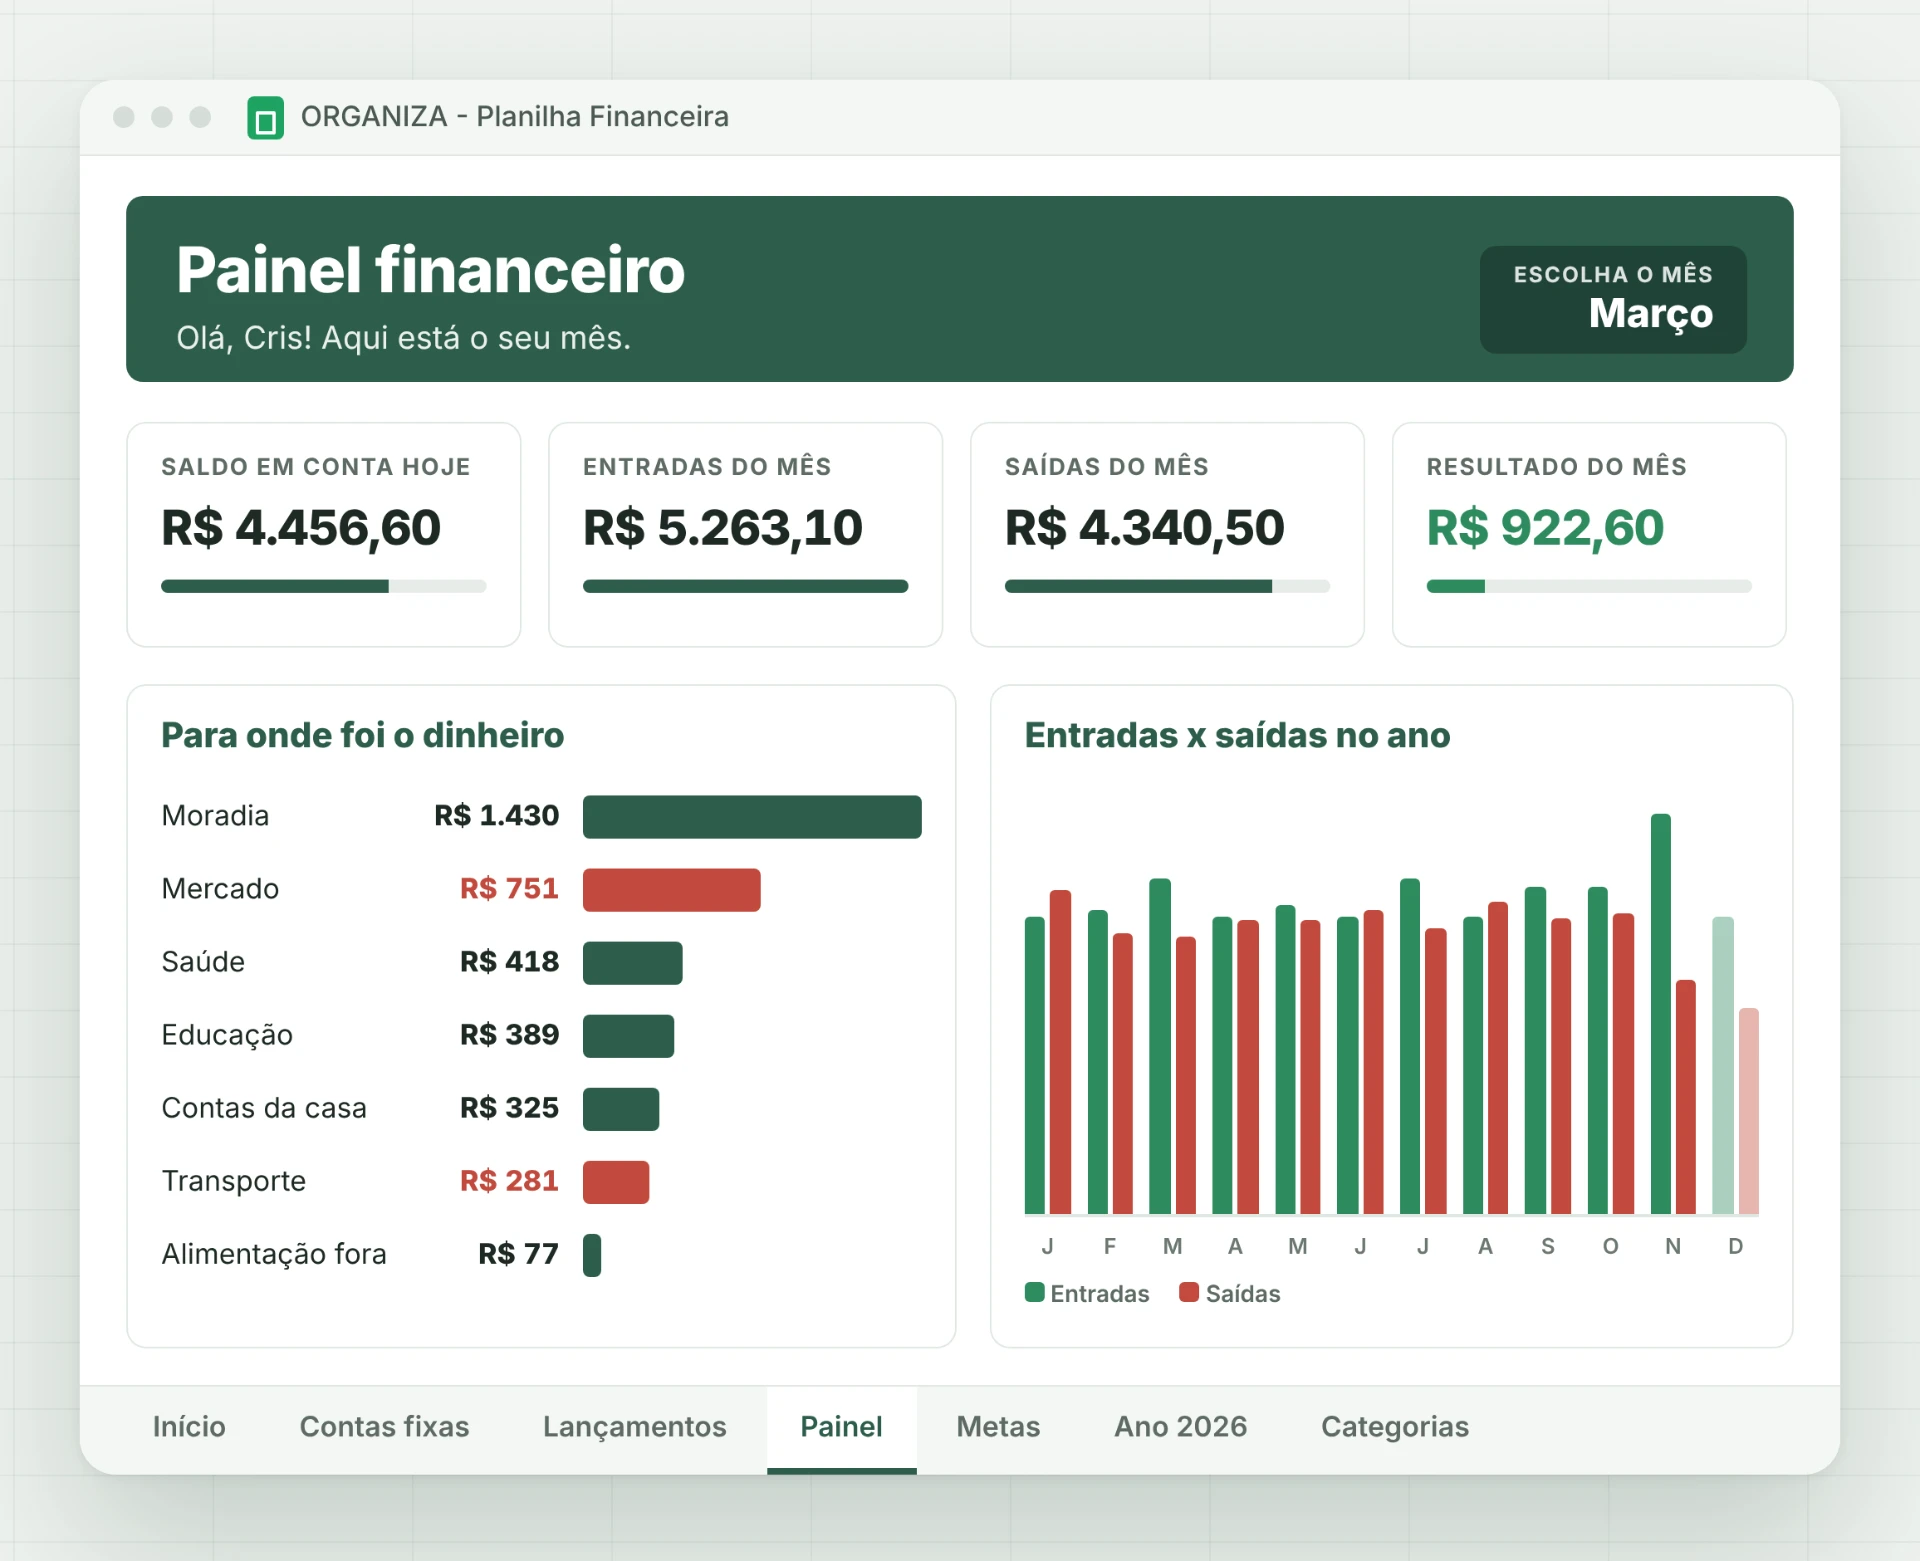 ORGANIZA - Planilha Financeira
Painel financeiro
Olá, Cris! Aqui está o seu mês.
ESCOLHA O MÊS
Março
SALDO EM CONTA HOJE
R$ 4.456,60
ENTRADAS DO MÊS
R$ 5.263,10
SAÍDAS DO MÊS
R$ 4.340,50
RESULTADO DO MÊS
R$ 922,60
Para onde foi o dinheiro
Moradia R$ 1.430
Mercado R$ 751
Saúde R$ 418
Educação R$ 389
Contas da casa R$ 325
Transporte R$ 281
Alimentação fora R$ 77
Entradas x saídas no ano
J F M A M J J A S O N D
Entradas Saídas
Início Contas fixas Lançamentos Painel Metas Ano 2026 Categorias